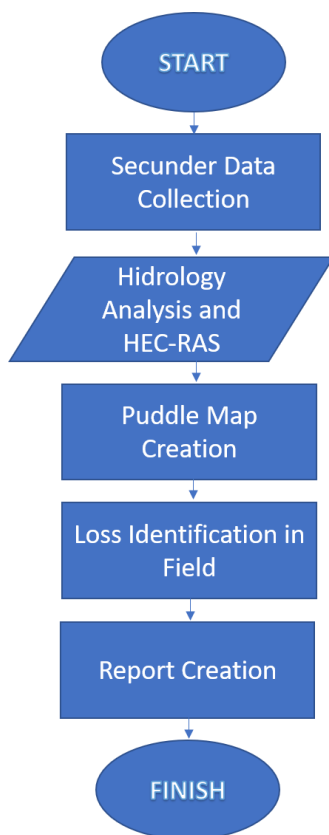 START
Secunder Data
Collection
Hidrology
Analysis and
HEC-RAS
Puddle Map
Creation
Loss Identification in
Field
Report Creation
FINISH